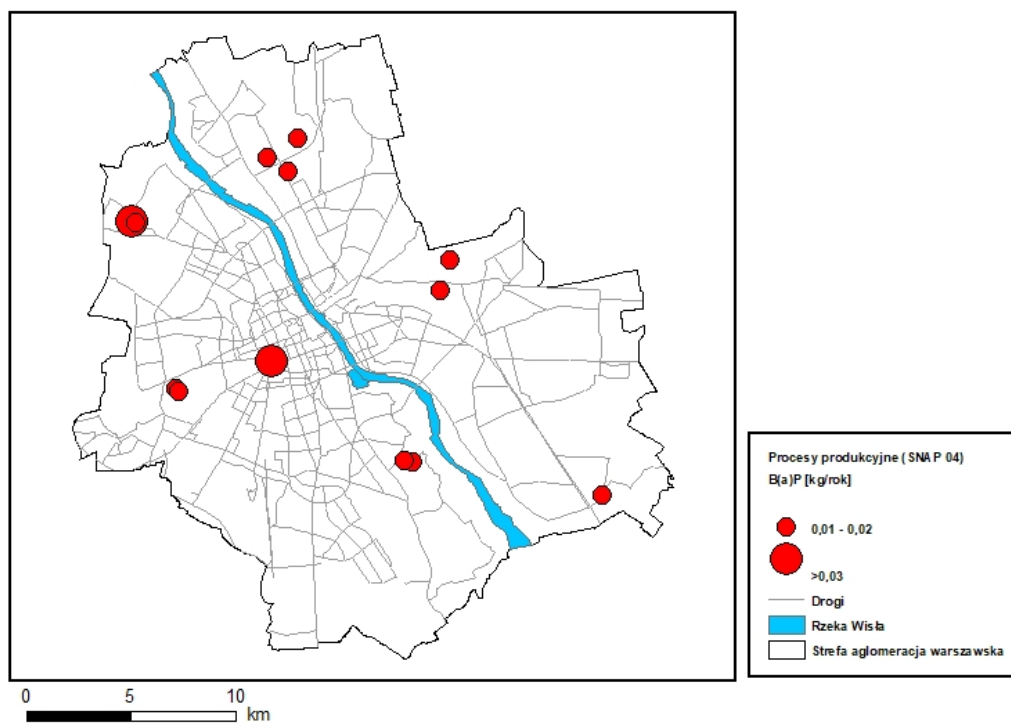 Procesy produkcyjne ( SNAP 04)
B(a)P [kg/rok]
0,01 - 0,02
>0,03
Drogi
Rzeka Wisła
Strefa aglomeracja warszawska
0 5 10
km